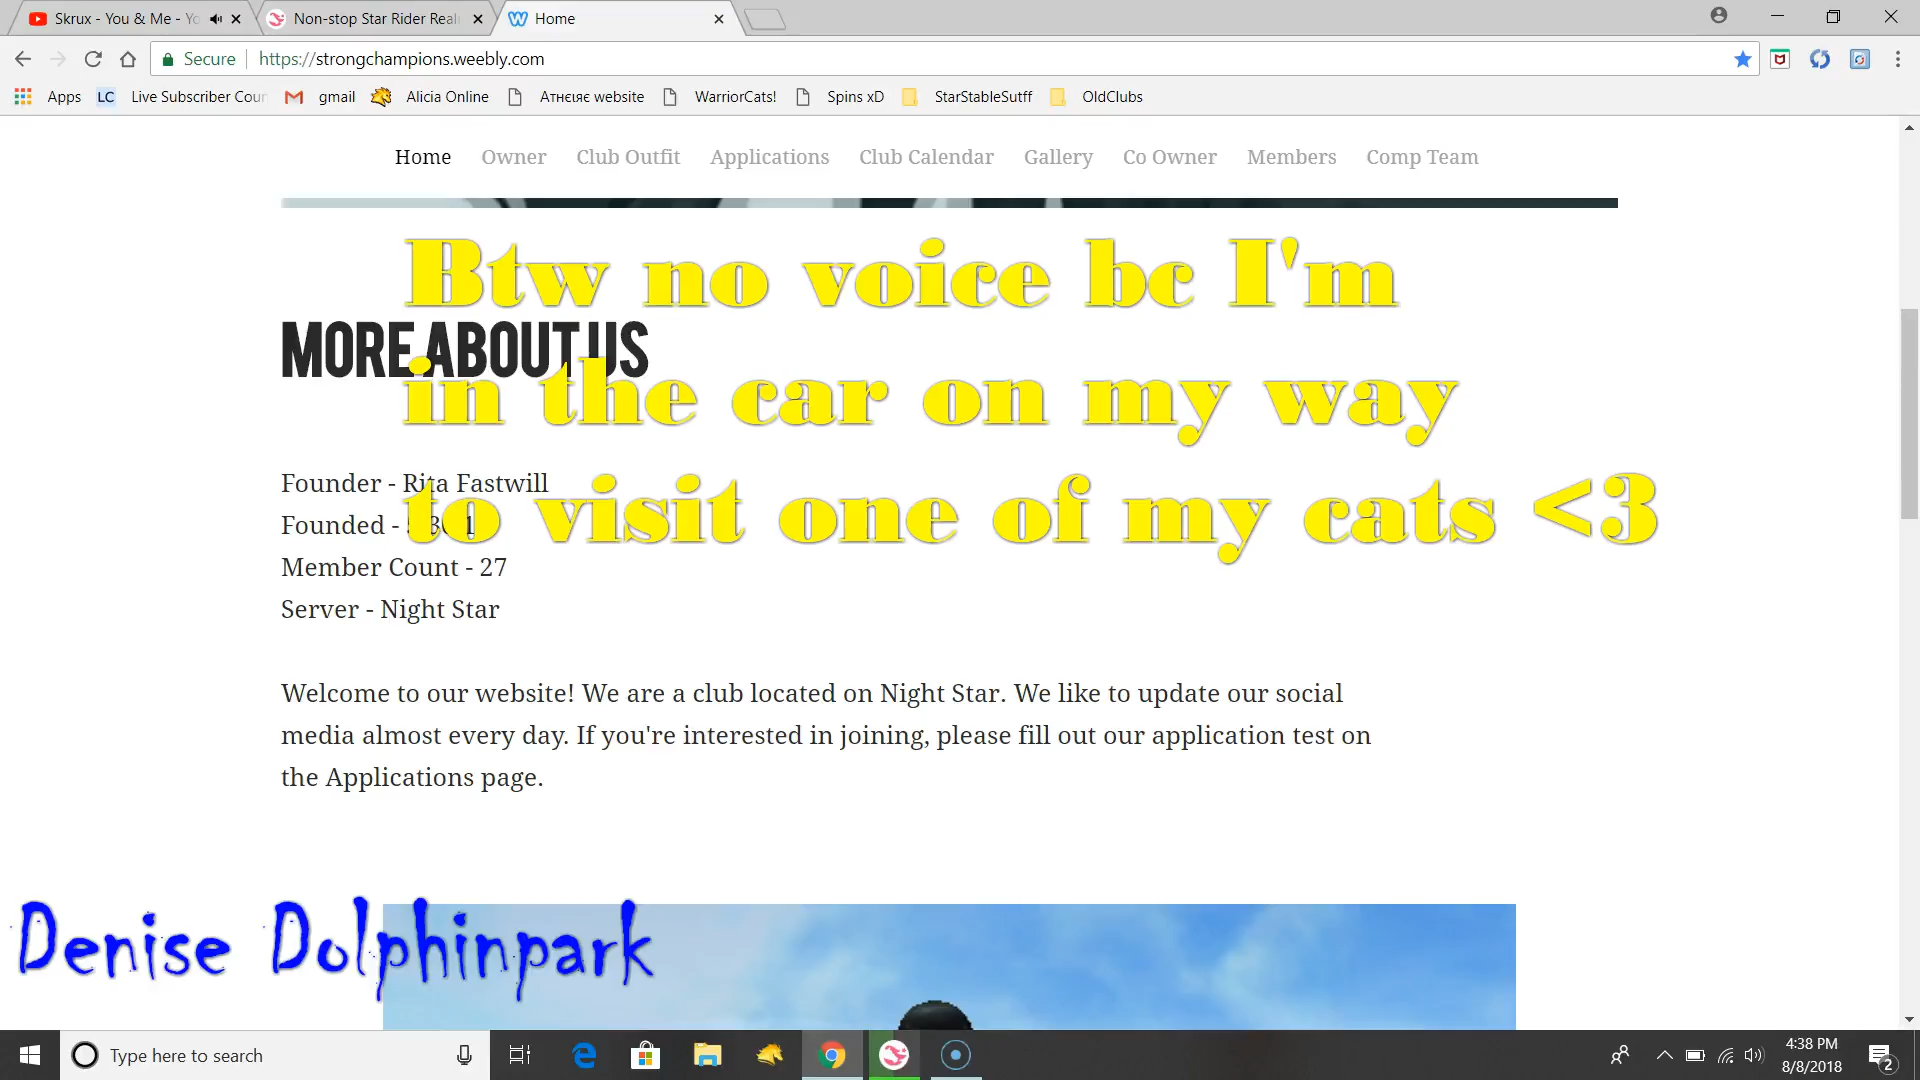 Skrux - You & Me - Yo
Non-stop Star Rider Real
Home
Secure
https://strongchampions.weebly.com
Apps
LC
Live Subscriber Coun
gmail
Alicia Online
Aтнєιяє website
WarriorCats!
Spins xD
StarStableSutff
OldClubs
Home Owner Club Outfit Applications Club Calendar Gallery Co Owner Members Comp Team
Btw no voice bc I'm
in the car on my way
to visit one of my cats <3
MORE ABOUT US
Founder - Rita Fastwill
Founded -
Member Count - 27
Server - Night Star
Welcome to our website! We are a club located on Night Star. We like to update our social
media almost every day. If you're interested in joining, please fill out our application test on
the Applications page.
Denise Dolphinpark
Type here to search
4:38 PM
8/8/2018
2